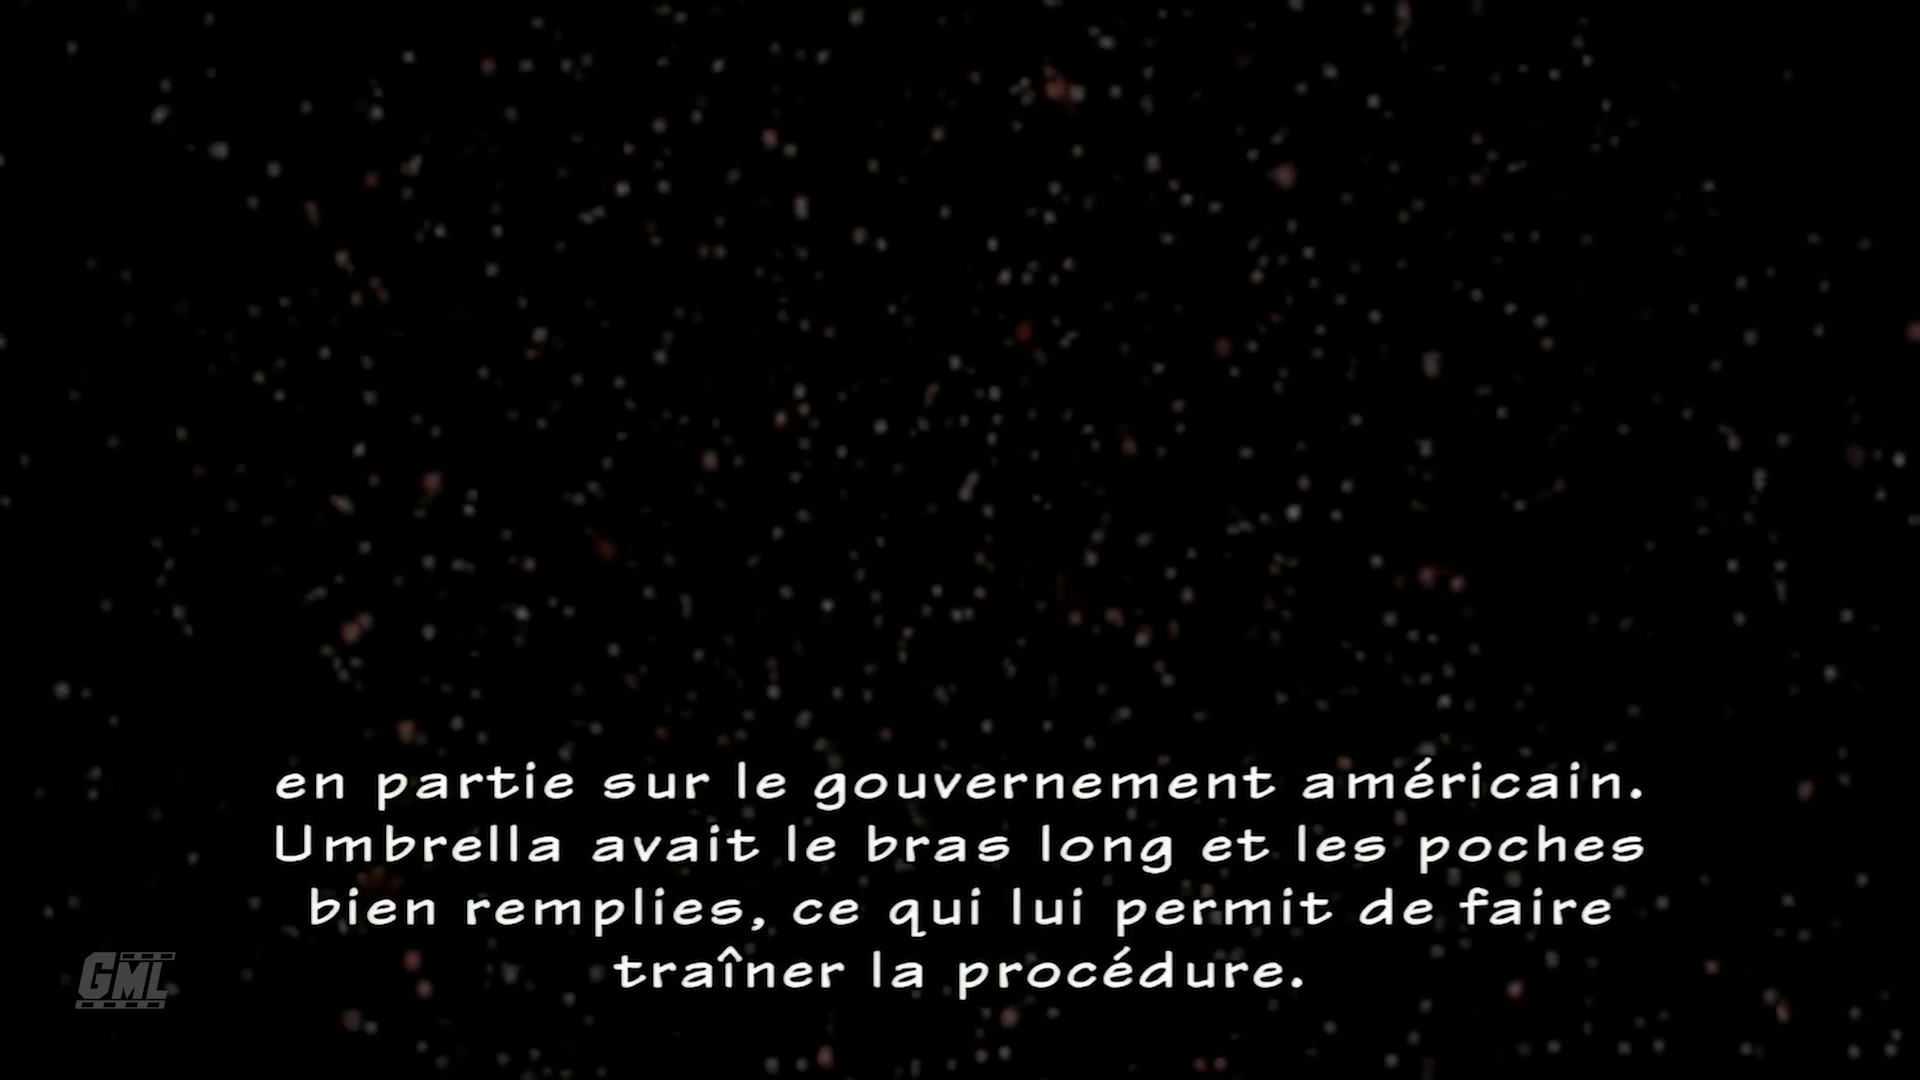 en partie sur le gouvernement américain.
Umbrella avait le bras long et les poches
bien remplies, ce qui lui permit de faire
traîner la procédure.
GML